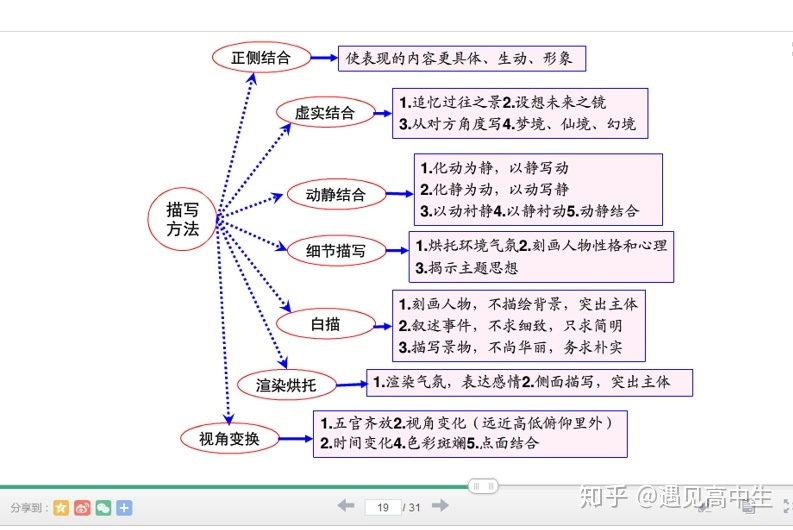 正侧结合
使表现的内容更具体、生动、形象
虚实结合
1.追忆过往之景2.设想未来之镜
3.从对方角度写4.梦境、仙境、幻境
描写
方法
动静结合
1.化动为静，以静写动
2.化静为动，以动写静
3.以动衬静4.以静衬动5.动静结合
细节描写
1.烘托环境气氛2.刻画人物性格和心理
3.揭示主题思想
白描
1.刻画人物，不描绘背景，突出主体
2.叙述事件，不求细致，只求简明
3.描写景物，不尚华丽，务求朴实
渲染烘托
1.渲染气氛，表达感情2.侧面描写，突出主体
视角变换
1.五官齐放2.视角变化（远近高低俯仰里外）
2.时间变化4.色彩斑斓5.点面结合
分享到：
19 / 31
知乎 @遇见高中生